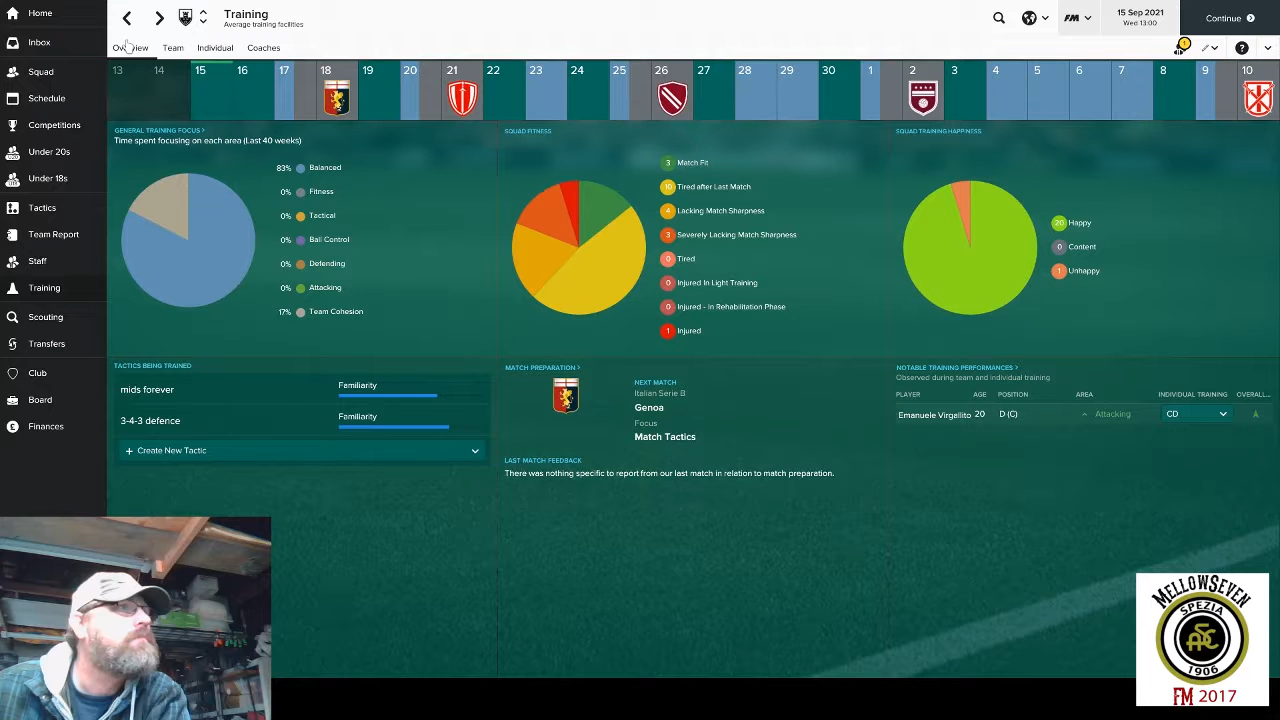 Home
Inbox
Squad
Schedule
Competitions
Under 20s
Under 18s
Tactics
Team Report
Staff
Training
Scouting
Transfers
Club
Board
Finances
Training
Average training facilities
FM
15 Sep 2021
Wed 13:00
Continue
Overview Team Individual Coaches
1
13 14 15 16 17 18 19 20 21 22 23 24 25 26 27 28 29 30 1 2 3 4 5 6 7 8 9 10
GENERAL TRAINING FOCUS >
Time spent focusing on each area (Last 40 weeks)
83% Balanced
0% Fitness
0% Tactical
0% Ball Control
0% Defending
0% Attacking
17% Team Cohesion
SQUAD FITNESS
3 Match Fit
10 Tired after Last Match
4 Lacking Match Sharpness
3 Severely Lacking Match Sharpness
0 Tired
0 Injured In Light Training
0 Injured - In Rehabilitation Phase
1 Injured
SQUAD TRAINING HAPPINESS
20 Happy
0 Content
1 Unhappy
TACTICS BEING TRAINED
mids forever Familiarity
3-4-3 defence Familiarity
+ Create New Tactic
MATCH PREPARATION >
NEXT MATCH
Italian Serie B
Genoa
Focus
Match Tactics
LAST MATCH FEEDBACK
There was nothing specific to report from our last match in relation to match preparation.
NOTABLE TRAINING PERFORMANCES >
Observed during team and individual training
PLAYER AGE POSITION AREA INDIVIDUAL TRAINING OVERALL...
Emanuele Virgallito 20 D (C) Attacking CD
MELLOWSEVEN
SPEZIA
1906
FM 2017